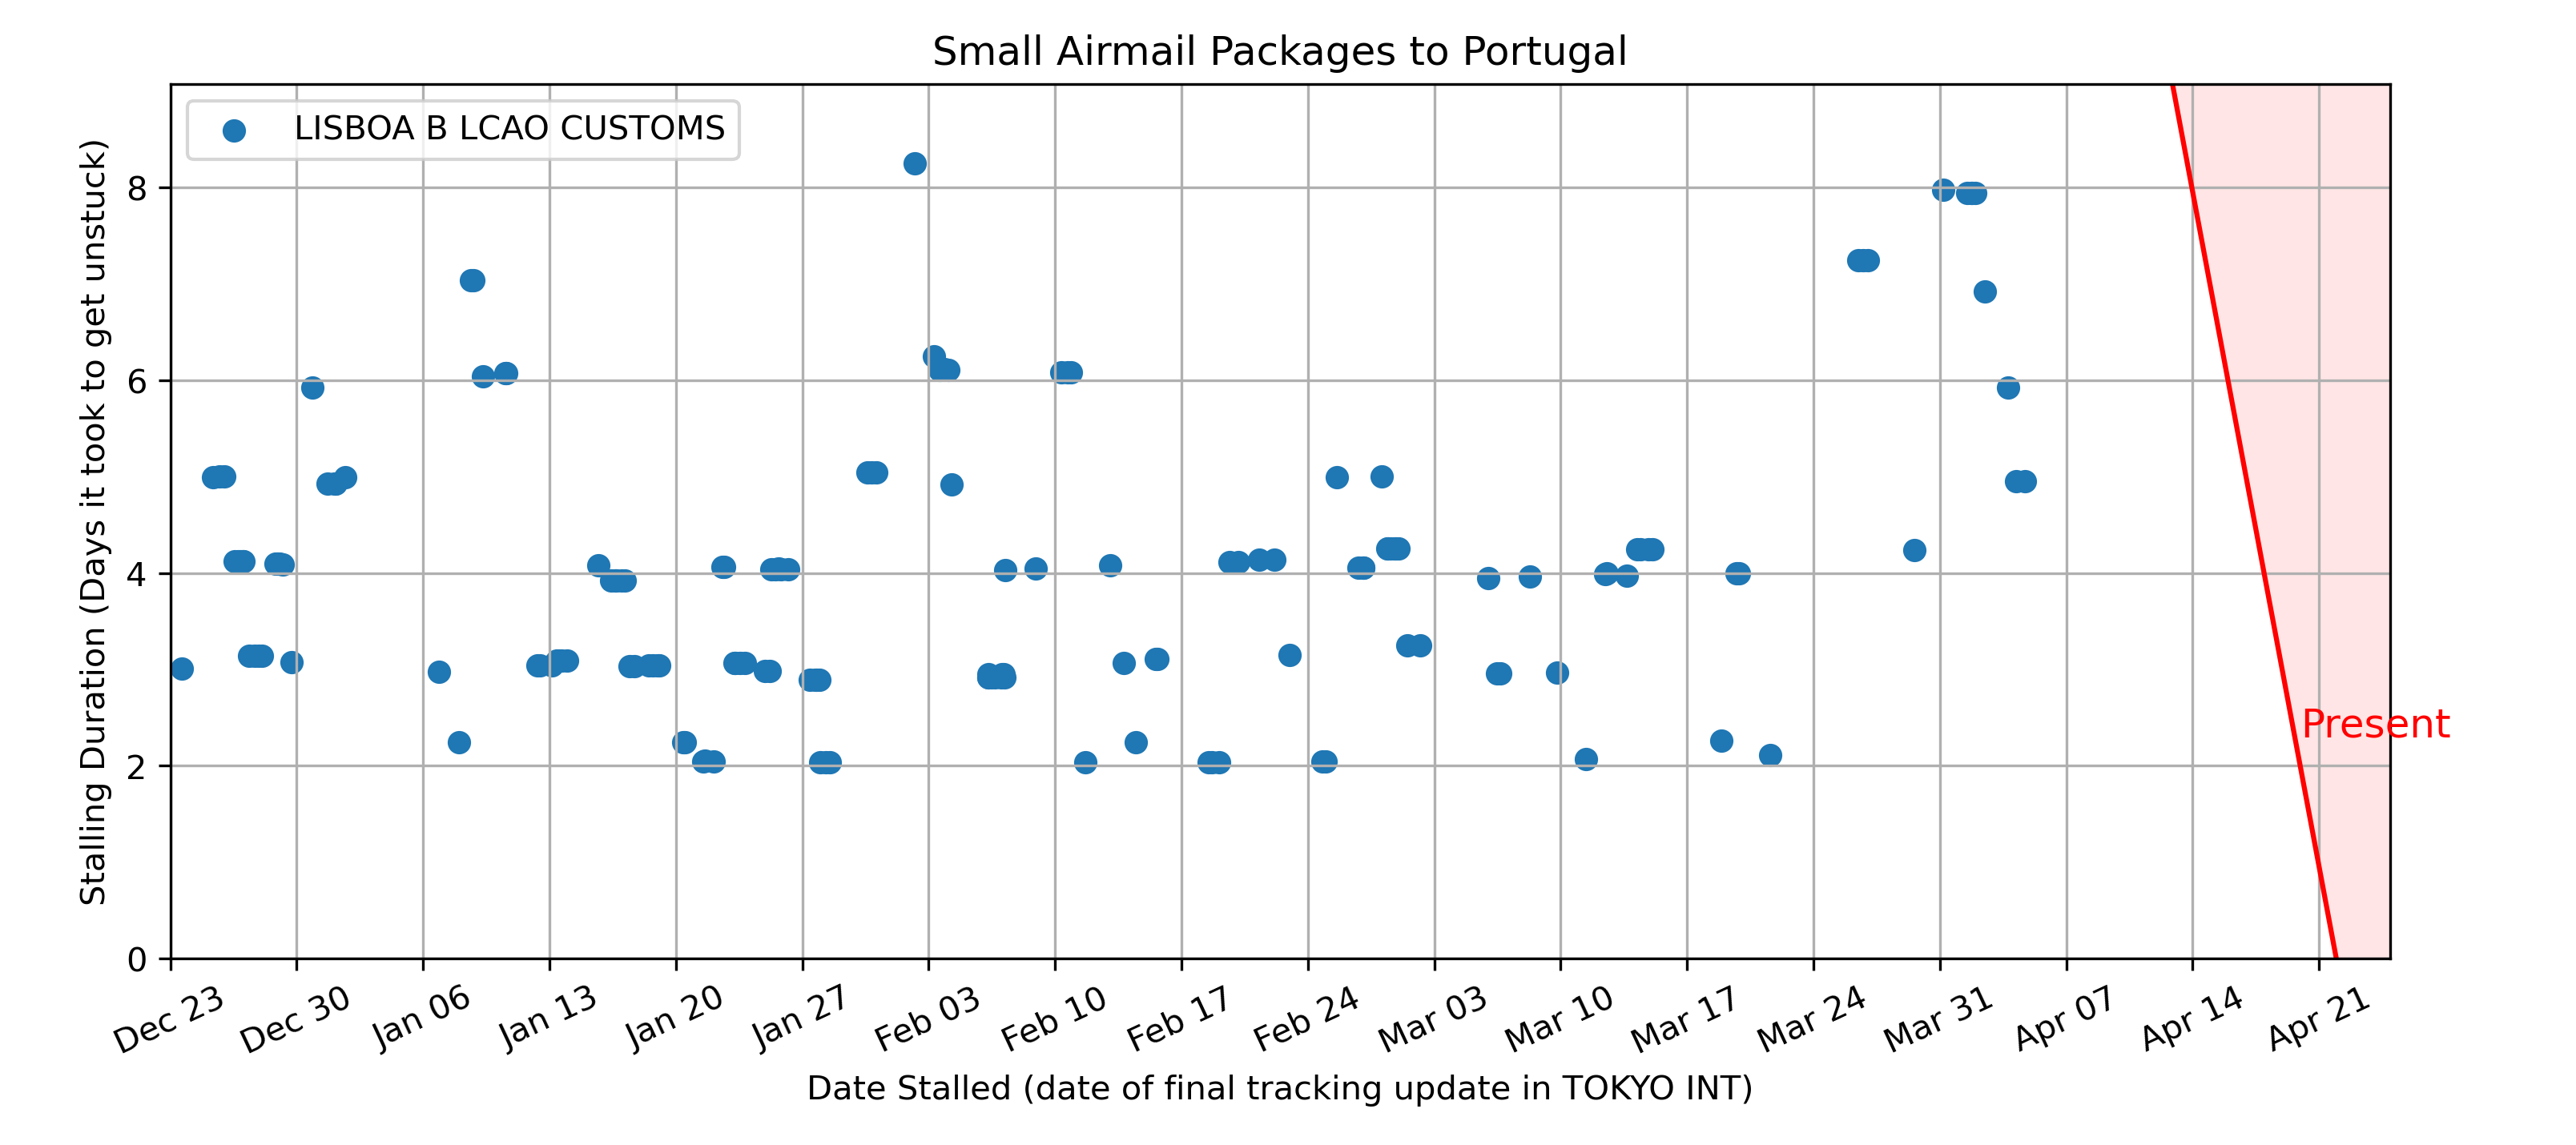 Small Airmail Packages to Portugal
LISBOA B LCAO CUSTOMS
Stalling Duration (Days it took to get unstuck)
8
6
4
2
0
Present
Dec 23
Dec 30
Jan 06
Jan 13
Jan 20
Jan 27
Feb 03
Feb 10
Feb 17
Feb 24
Mar 03
Mar 10
Mar 17
Mar 24
Mar 31
Apr 07
Apr 14
Apr 21
Date Stalled (date of final tracking update in TOKYO INT)